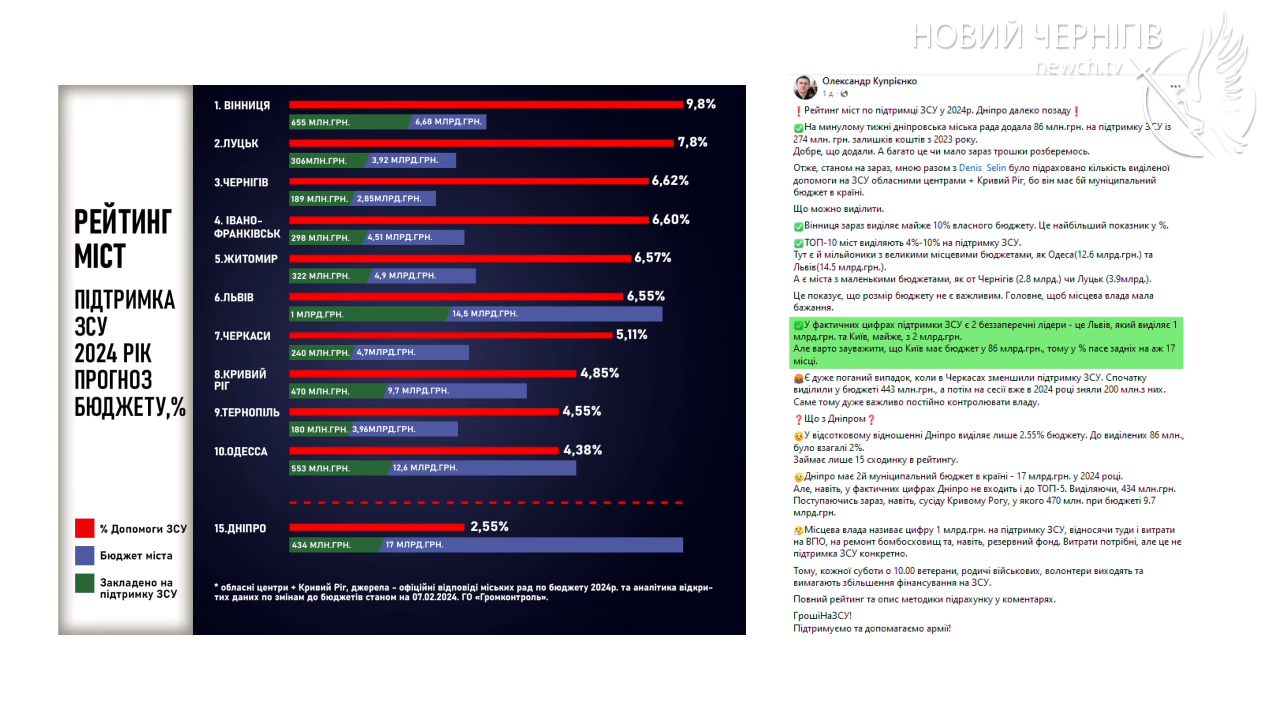 НОВИЙ ЧЕРНІГІВ
newch.tv
РЕЙТИНГ
МІСТ
ПІДТРИМКА
ЗСУ
2024 РІК
ПРОГНОЗ
БЮДЖЕТУ,%
% Допомоги ЗСУ
Бюджет міста
Закладено на
підтримку ЗСУ
1. ВІННИЦЯ 9,8%
655 МЛН.ГРН. 6,68 МЛРД.ГРН.
2.ЛУЦЬК 7,8%
306МЛН.ГРН. 3,92 МЛРД.ГРН.
3.ЧЕРНІГІВ 6,62%
189 МЛН.ГРН. 2,85МЛРД.ГРН.
4. ІВАНО-
ФРАНКІВСЬК 6,60%
298 МЛН.ГРН. 4,51 МЛРД.ГРН.
5.ЖИТОМИР 6,57%
322 МЛН.ГРН. 4,9 МЛРД.ГРН.
6.ЛЬВІВ 6,55%
1 МЛРД.ГРН. 14,5 МЛРД.ГРН.
7.ЧЕРКАСИ 5,11%
240 МЛН.ГРН. 4,7МЛРД.ГРН.
8.КРИВИЙ
РІГ 4,85%
470 МЛН.ГРН. 9,7 МЛРД.ГРН.
9.ТЕРНОПІЛЬ 4,55%
180 МЛН.ГРН. 3,96МЛРД.ГРН.
10.ОДЕССА 4,38%
553 МЛН.ГРН. 12,6 МЛРД.ГРН.
15.ДНІПРО 2,55%
434 МЛН.ГРН. 17 МЛРД.ГРН.
* обласні центри + Кривий Ріг, джерела – офіційні відповіді міських рад по бюджету 2024р. та аналітика відкри-
тих даних по змінам до бюджетів станом на 07.02.2024. ГО «Громконтроль».
Олександр Купрієнко
1 д. ·
❗Рейтинг міст по підтримці ЗСУ у 2024р. Дніпро далеко позаду❗
✅На минулому тижні дніпровська міська рада додала 86 млн.грн. на підтримку ЗСУ із
274 млн. грн. залишків коштів з 2023 року.
Добре, що додали. А багато це чи мало зараз трошки розберемось.
Отже, станом на зараз, мною разом з Denis Selin було підраховано кількість виділеної
допомоги на ЗСУ обласними центрами + Кривий Ріг, бо він має 6й муніципальний
бюджет в країні.
Що можно виділити.
✅Вінниця зараз виділяє майже 10% власного бюджету. Це найбільший показник у %.
✅ТОП-10 міст виділяють 4%-10% на підтримку ЗСУ.
Тут є й мільйоники з великими місцевими бюджетами, як Одеса(12.6 млрд.грн.) та
Львів(14.5 млрд.грн.).
А є міста з маленькими бюджетами, як от Чернігів (2.8 млрд.) чи Луцьк (3.9млрд.).
Це показує, що розмір бюджету не є важливим. Головне, щоб місцева влада мала
бажання.
✅У фактичних цифрах підтримки ЗСУ є 2 беззаперечні лідери - це Львів, який виділяє 1
млрд.грн. та Київ, майже, з 2 млрд.грн.
Але варто зауважити, що Київ має бюджет у 86 млрд.грн., тому у % пасе задніх на аж 17
місці.
🤬Є дуже поганий випадок, коли в Черкасах зменшили підтримку ЗСУ. Спочатку
виділили у бюджеті 443 млн.грн., а потім на сесії вже в 2024 році зняли 200 млн.з них.
Саме тому дуже важливо постійно контролювати владу.
❓Що з Дніпром❓
У відсотковому відношенні Дніпро виділяє лише 2.55% бюджету. До виділених 86 млн.,
було взагалі 2%.
Займає лише 15 сходинку в рейтингу.
Дніпро має 2й муніципальний бюджет в країні - 17 млрд.грн. у 2024 році.
Але, навіть, у фактичних цифрах Дніпро не входить і до ТОП-5. Виділяючи, 434 млн.грн.
Поступаючись зараз, навіть, сусіду Кривому Рогу, у якого 470 млн. при бюджеті 9.7
млрд.грн.
Місцева влада називає цифру 1 млрд.грн. на підтримку ЗСУ, відносячи туди і витрати
на ВПО, на ремонт бомбосховищ та, навіть, резервний фонд. Витрати потрібні, але це не
підтримка ЗСУ конкретно.
Тому, кожної суботи о 10.00 ветерани, родичі військових, волонтери виходять та
вимагають збільшення фінансування на ЗСУ.
Повний рейтинг та опис методики підрахунку у коментарях.
ГрошіНаЗСУ!
Підтримуємо та допомагаємо армії!